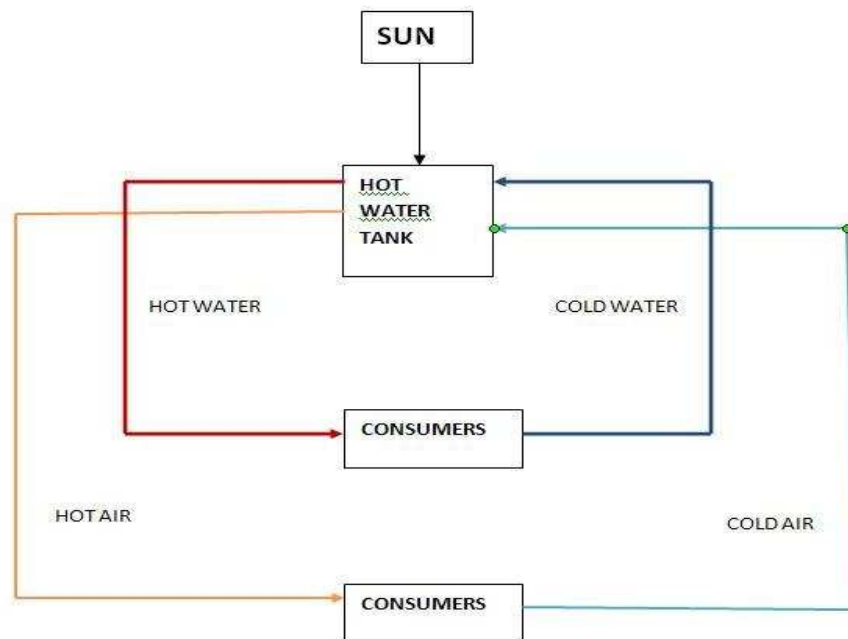 SUN
HOT
WATER
TANK
HOT WATER
COLD WATER
CONSUMERS
HOT AIR
COLD AIR
CONSUMERS